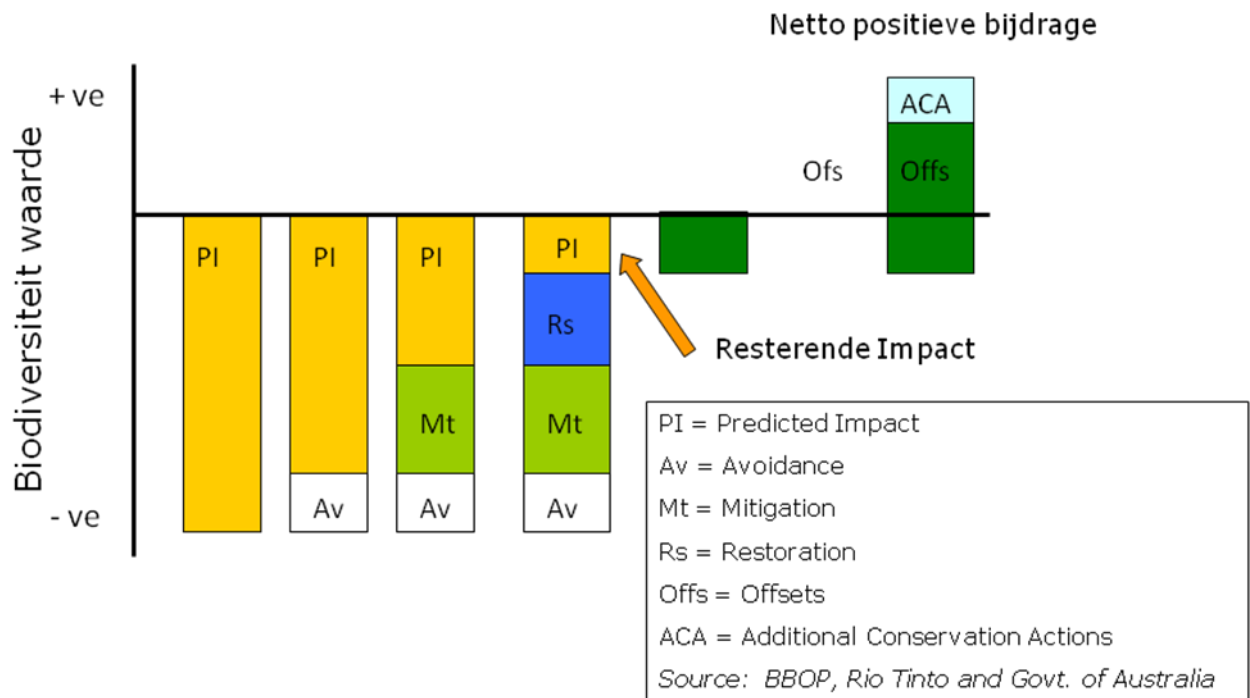 Netto positieve bijdrage
+ ve
ACA
Biodiversiteit waarde
Ofs
Offs
PI
PI
PI
PI
Rs
Resterende Impact
Mt
Mt
Av
Av
Av
- ve
PI = Predicted Impact
Av = Avoidance
Mt = Mitigation
Rs = Restoration
Offs = Offsets
ACA = Additional Conservation Actions
Source: BBOP, Rio Tinto and Govt. of Australia